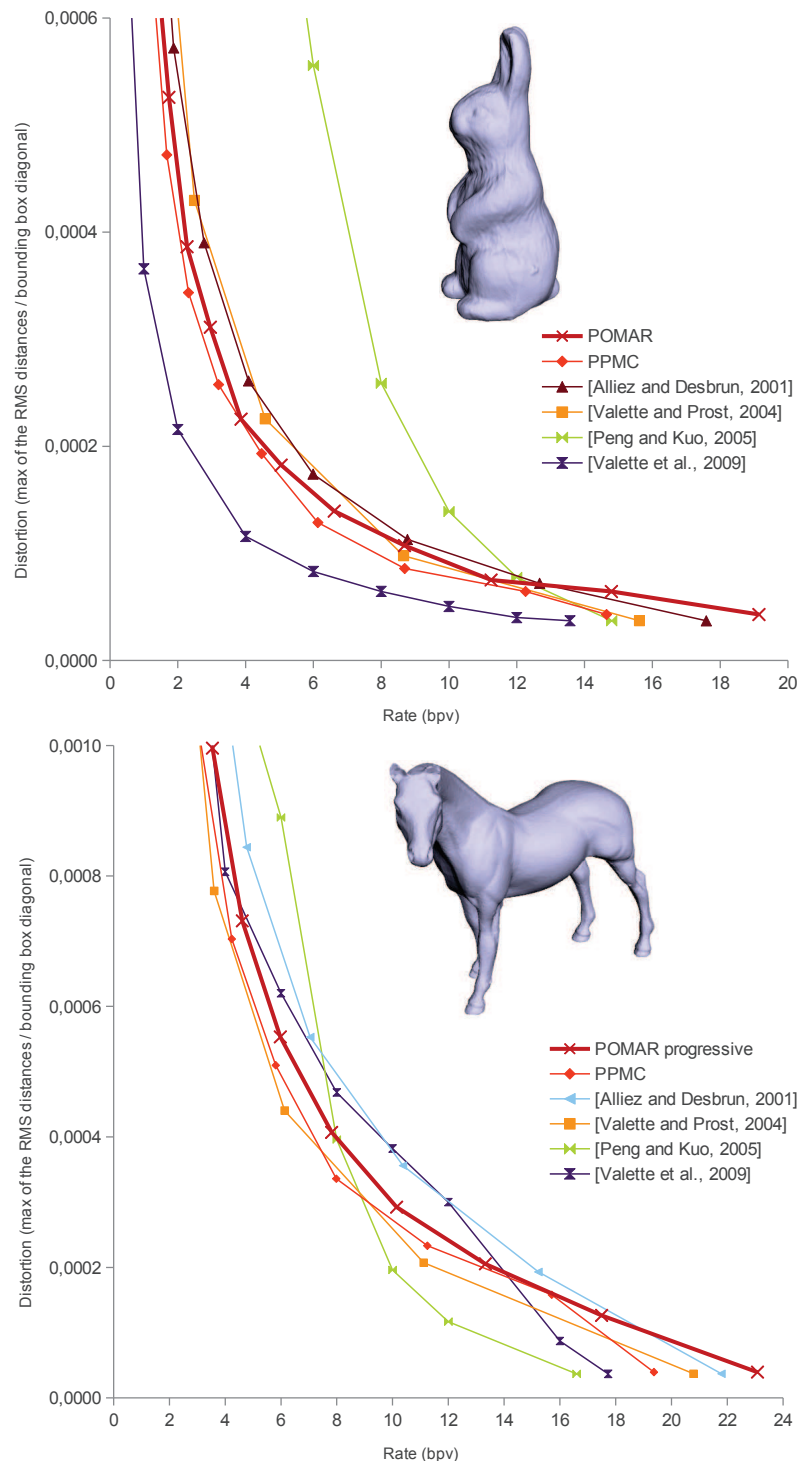 0,0006
0,0004
0,0002
0,0000
Distortion (max of the RMS distances / bounding box diagonal)
POMAR
PPMC
[Alliez and Desbrun, 2001]
[Valette and Prost, 2004]
[Peng and Kuo, 2005]
[Valette et al., 2009]
0 2 4 6 8 10 12 14 16 18 20
Rate (bpv)
0,0010
0,0008
0,0006
0,0004
0,0002
0,0000
Distortion (max of the RMS distances / bounding box diagonal)
POMAR progressive
PPMC
[Alliez and Desbrun, 2001]
[Valette and Prost, 2004]
[Peng and Kuo, 2005]
[Valette et al., 2009]
0 2 4 6 8 10 12 14 16 18 20 22 24
Rate (bpv)